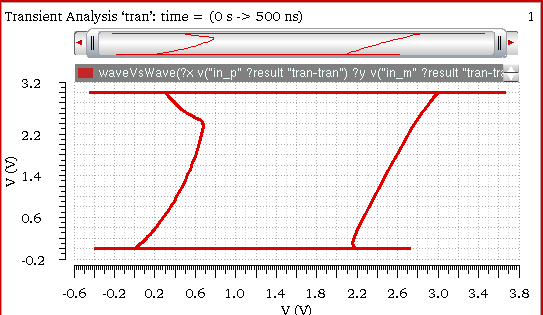 Transient Analysis ‘tran’: time = (0 s -> 500 ns)
1
waveVsWave(?x v("in_p" ?result "tran-tran") ?y v("in_m" ?result "tran-tra
3.2
2.2
1.4
0.6
-0.2
V (V)
-0.6 -0.2 0.2 0.6 1.0 1.4 1.8 2.2 2.6 3.0 3.4 3.8
V (V)